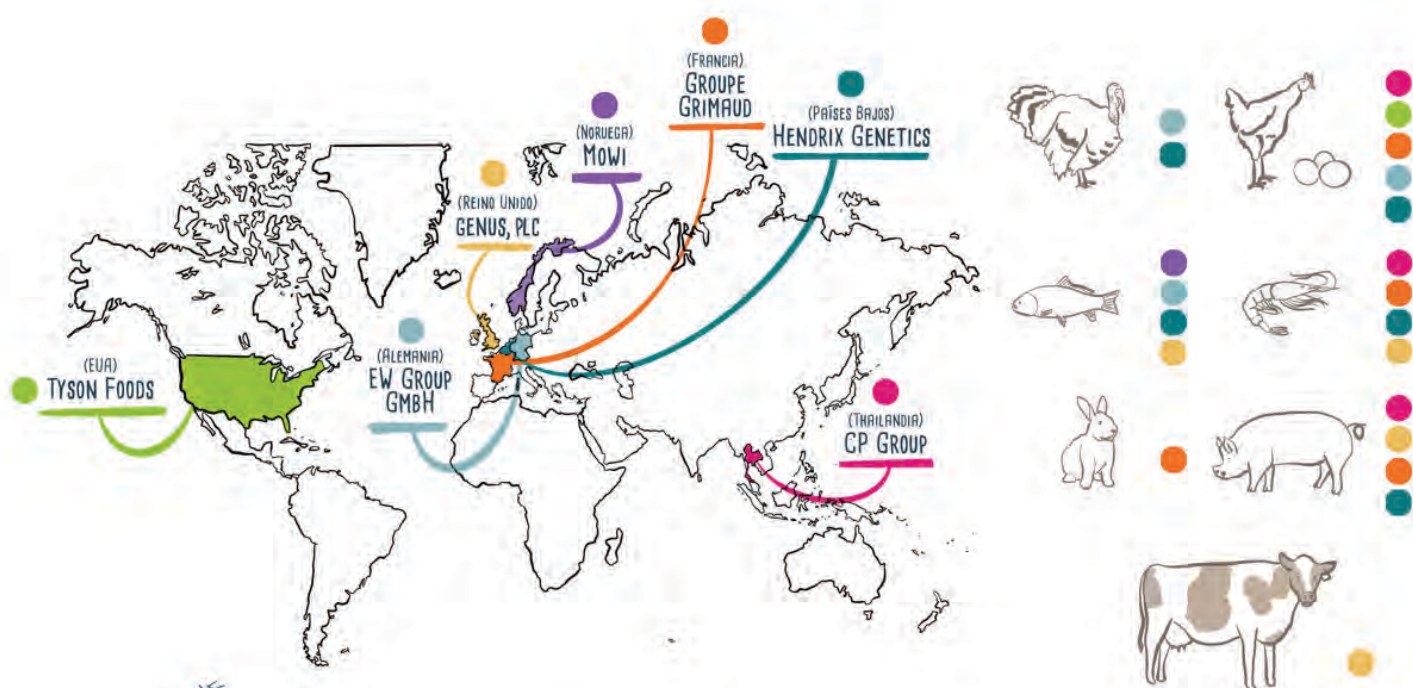 (FRANCIA)
GROUPE
GRIMAUD
(PAÍSES BAJOS)
HENDRIX GENETICS
(NORUEGA)
MOWI
(REINO UNIDO)
GENUS, PLC
(EUA)
TYSON FOODS
(ALEMANIA)
EW GROUP
GMBH
(THAILANDIA)
CP GROUP